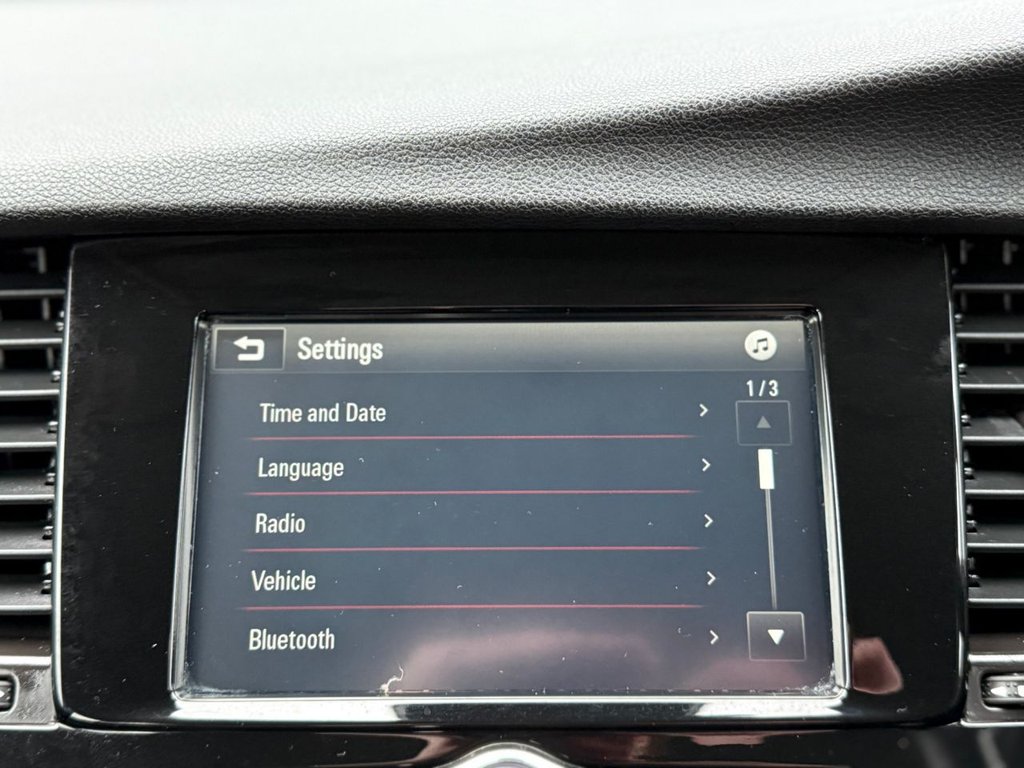 Settings
1/3
Time and Date
Language
Radio
Vehicle
Bluetooth